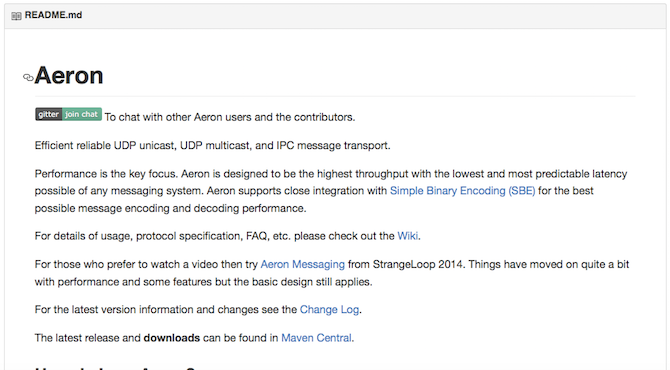 README.md
Aeron
gitter join chat To chat with other Aeron users and the contributors.
Efficient reliable UDP unicast, UDP multicast, and IPC message transport.
Performance is the key focus. Aeron is designed to be the highest throughput with the lowest and most predictable latency
possible of any messaging system. Aeron supports close integration with Simple Binary Encoding (SBE) for the best
possible message encoding and decoding performance.
For details of usage, protocol specification, FAQ, etc. please check out the Wiki.
For those who prefer to watch a video then try Aeron Messaging from StrangeLoop 2014. Things have moved on quite a bit
with performance and some features but the basic design still applies.
For the latest version information and changes see the Change Log.
The latest release and downloads can be found in Maven Central.